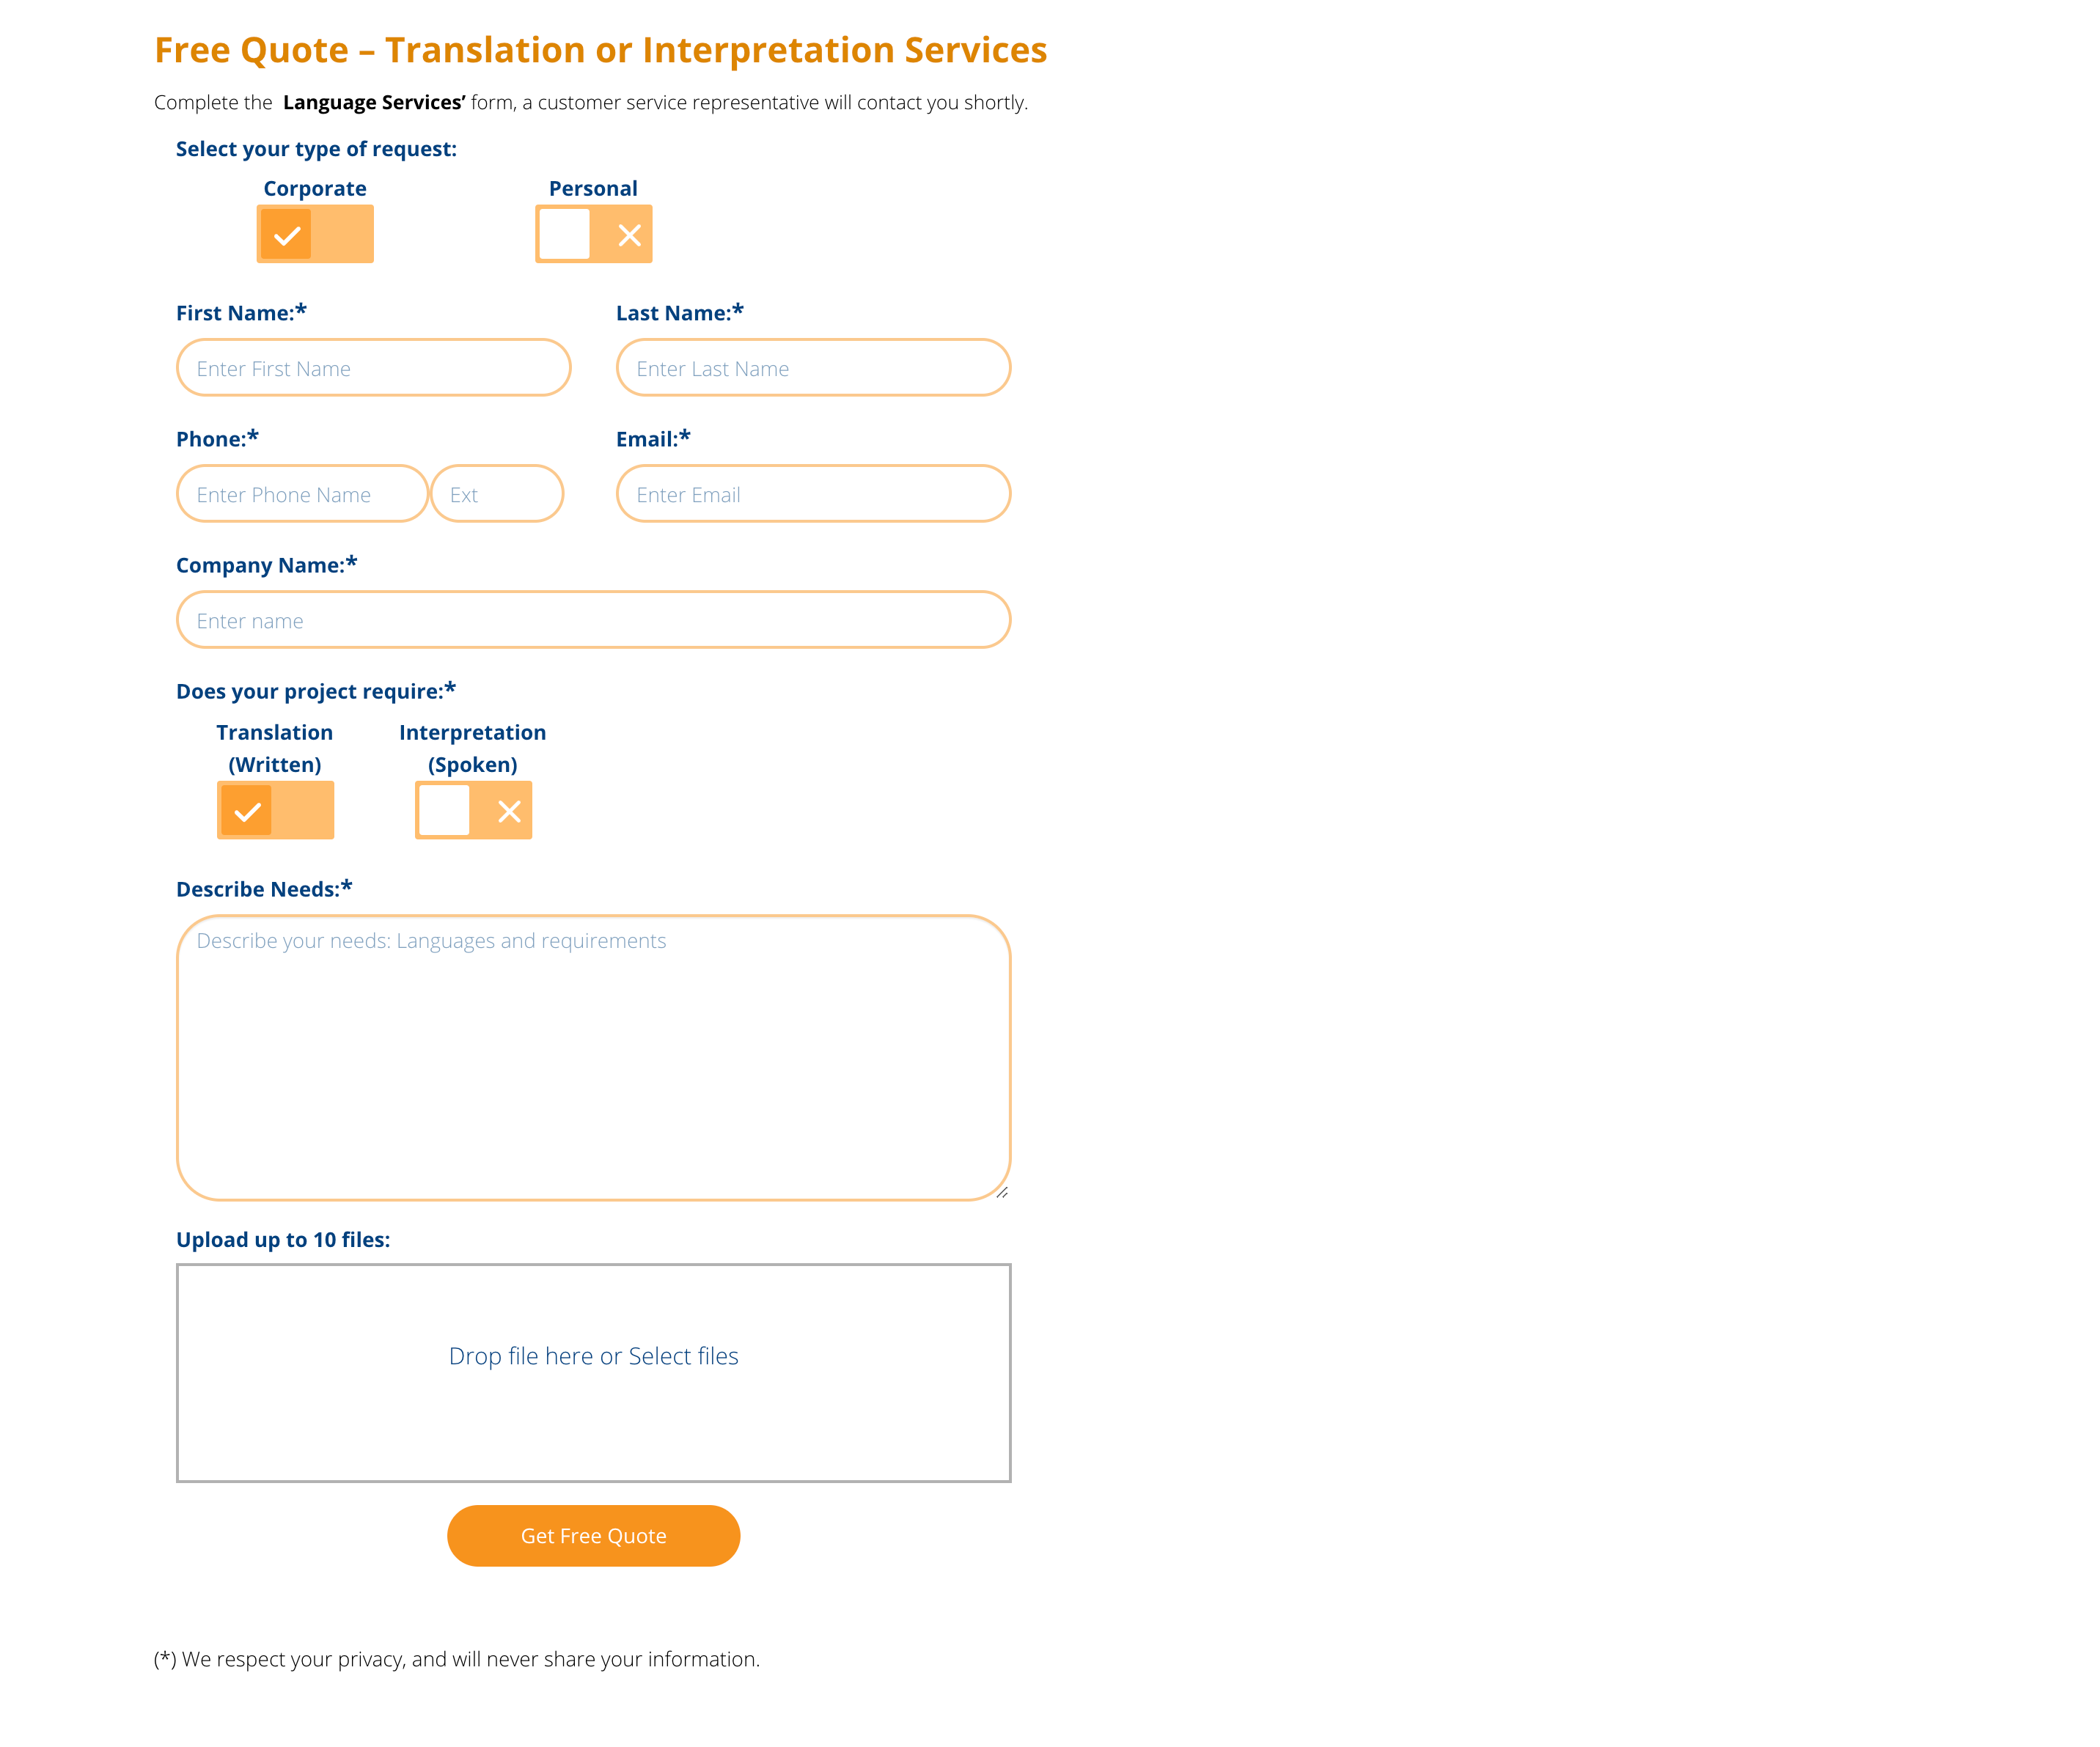 Free Quote – Translation or Interpretation Services
Complete the Language Services’ form, a customer service representative will contact you shortly.
Select your type of request:
Corporate Personal
First Name:* Last Name:*
Enter First Name Enter Last Name
Phone:* Email:*
Enter Phone Name Ext Enter Email
Company Name:*
Enter name
Does your project require:*
Translation Interpretation
(Written) (Spoken)
Describe Needs:*
Describe your needs: Languages and requirements
Upload up to 10 files:
Drop file here or Select files
Get Free Quote
(*) We respect your privacy, and will never share your information.